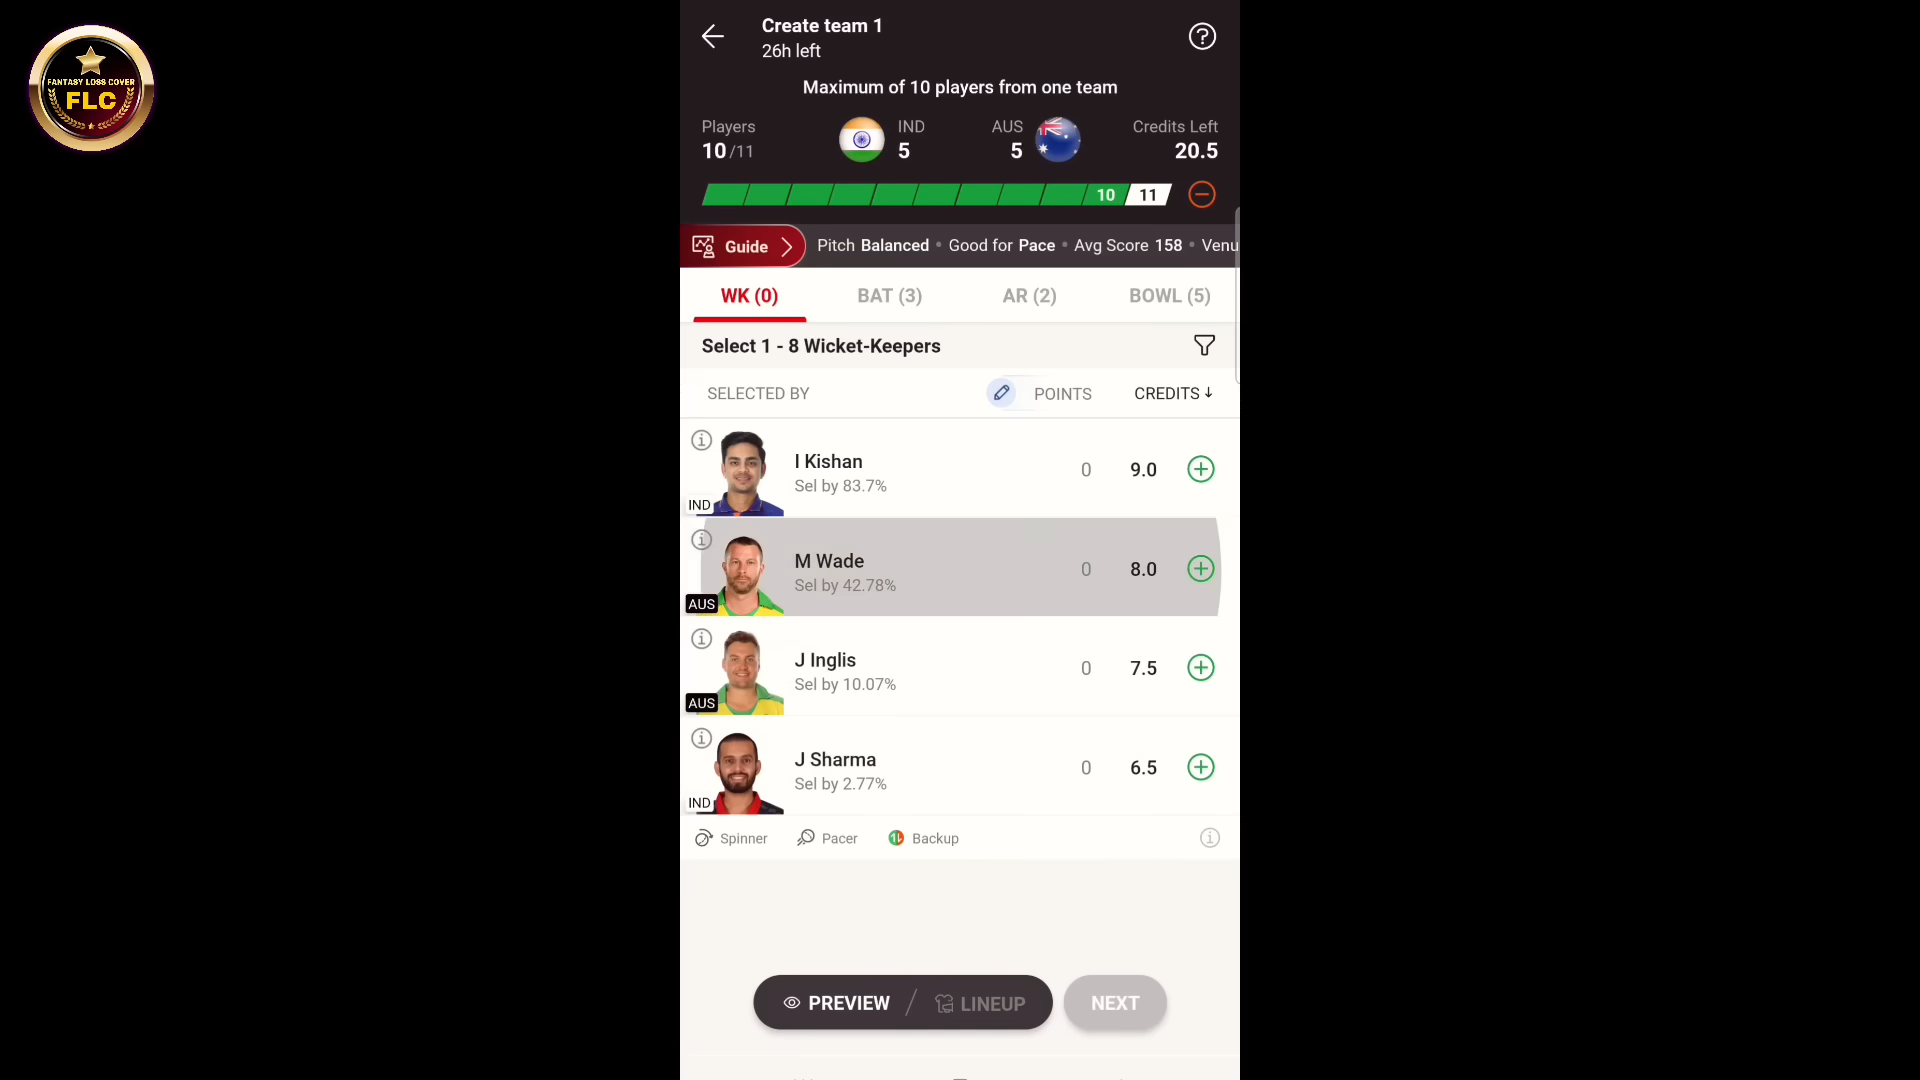 FANTASY LOSS COVER
FLC
Create team 1
26h left
Maximum of 10 players from one team
Players
10/11
IND
5
AUS
5
Credits Left
20.5
10
11
Guide
Pitch Balanced • Good for Pace • Avg Score 158 • Venu
WK (0)
BAT (3)
AR (2)
BOWL (5)
Select 1 - 8 Wicket-Keepers
SELECTED BY
POINTS
CREDITS↓
I Kishan
Sel by 83.7%
IND
0
9.0
M Wade
Sel by 42.78%
AUS
0
8.0
J Inglis
Sel by 10.07%
AUS
0
7.5
J Sharma
Sel by 2.77%
IND
0
6.5
Spinner
Pacer
Backup
PREVIEW / LINEUP
NEXT